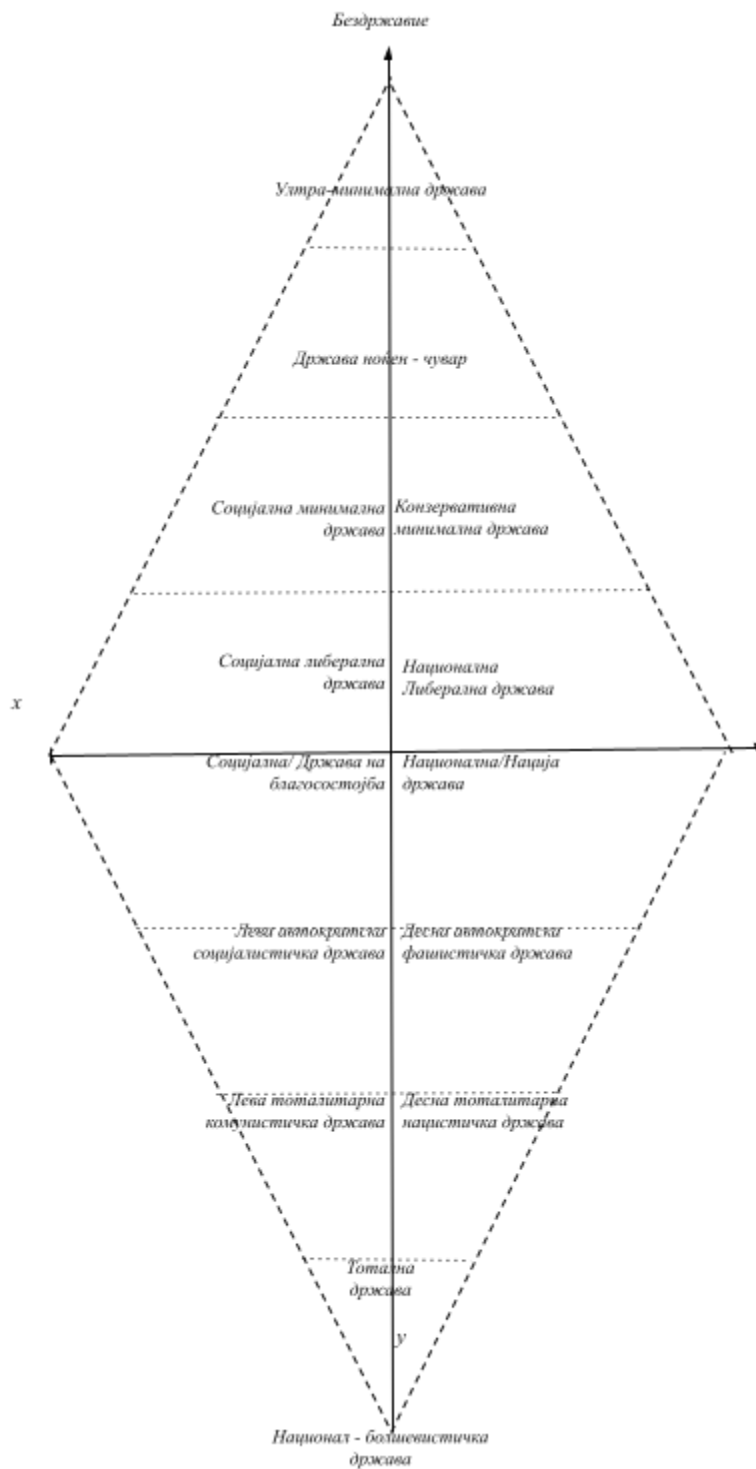 Бездржавие
Ултра-минимална држава
Држава ноќен - чувар
Социјална минимална
држава
Конзервативна
минимална држава
Социјална либерална
држава
Национална
Либерална држава
x
Социјална/ Држава на
благосостојба
Национална/Нација
држава
Лева автократски
социјалистичка држава
Десна автократски
фашистичка држава
Лева тоталитарна
комунистичка држава
Десна тоталитарна
нацистичка држава
Тотална
држава
y
Национал - болшевистичка
држава